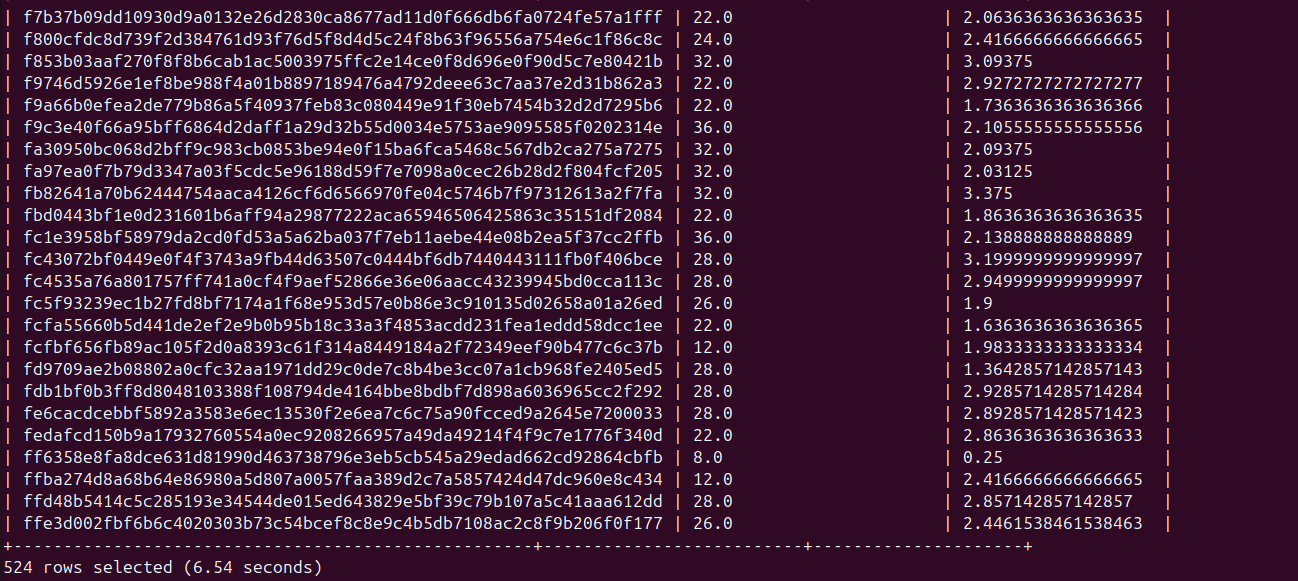 | f7b37b09dd10930d9a0132e26d2830ca8677ad11d0f666db6fa0724fe57a1fff | 22.0 | 2.0636363636363635 |
| f800cfdc8d739f2d384761d93f76d5f8d4d5c24f8b63f96556a754e6c1f86c8c | 24.0 | 2.4166666666666665 |
| f853b03aaf270f8f8b6cab1ac5003975ffc2e14ce0f8d696e0f90d5c7e80421b | 32.0 | 3.09375 |
| f9746d5926e1ef8be988f4a01b8897189476a4792deee63c7aa37e2d31b862a3 | 22.0 | 2.9272727272727277 |
| f9a66b0efea2de779b86a5f40937feb83c080449e91f30eb7454b32d2d7295b6 | 22.0 | 1.7363636363636366 |
| f9c3e40f66a95bff6864d2daff1a29d32b55d0034e5753ae9095585f0202314e | 36.0 | 2.1055555555555556 |
| fa30950bc068d2bff9c983cb0853be94e0f15ba6fca5468c567db2ca275a7275 | 32.0 | 2.09375 |
| fa97ea0f7b79d3347a03f5cdc5e96188d59f7e7098a0cec26b28d2f804fcf205 | 32.0 | 2.03125 |
| fb82641a70b62444754aaca4126cf6d6566970fe04c5746b7f97312613a2f7fa | 32.0 | 3.375 |
| fbd0443bf1e0d231601b6aff94a29877222aca65946506425863c35151df2084 | 22.0 | 1.8636363636363635 |
| fc1e3958bf58979da2cd0fd53a5a62ba037f7eb11aebe44e08b2ea5f37cc2ffb | 36.0 | 2.138888888888889 |
| fc43072bf0449e0f4f3743a9fb44d63507c0444bf6db7440443111fb0f406bce | 28.0 | 3.1999999999999997 |
| fc4535a76a801757ff741a0cf4f9aef52866e36e06aacc43239945bd0cca113c | 28.0 | 2.9499999999999997 |
| fc5f93239ec1b27fd8bf7174a1f68e953d57e0b86e3c910135d02658a01a26ed | 26.0 | 1.9 |
| fcfa55660b5d441de2ef2e9b0b95b18c33a3f4853acdd231fea1eddd58dcc1ee | 22.0 | 1.6363636363636365 |
| fcfbf656fb89ac105f2d0a8393c61f314a8449184a2f72349eef90b477c6c37b | 12.0 | 1.9833333333333334 |
| fd9709ae2b08802a0cfc32aa1971dd29c0de7c8b4be3cc07a1cb968fe2405ed5 | 28.0 | 1.3642857142857143 |
| fdb1bf0b3ff8d8048103388f108794de4164bbe8bdbf7d898a6036965cc2f292 | 28.0 | 2.9285714285714284 |
| fe6cacdcebbf5892a3583e6ec13530f2e6ea7c6c75a90fcced9a2645e7200033 | 28.0 | 2.8928571428571423 |
| fedafcd150b9a17932760554a0ec9208266957a49da49214f4f9c7e1776f340d | 22.0 | 2.8636363636363633 |
| ff6358e8fa8dce631d81990d463738796e3eb5cb545a29edad662cd92864cbfb | 8.0 | 0.25 |
| ffba274d8a68b64e86980a5d807a0057faa389d2c7a5857424d47dc960e8c434 | 12.0 | 2.4166666666666665 |
| ffd48b5414c5c285193e34544de015ed643829e5bf39c79b107a5c41aaa612dd | 28.0 | 2.857142857142857 |
| ffe3d002fbf6b6c4020303b73c54bcef8c8e9c4b5db7108ac2c8f9b206f0f177 | 26.0 | 2.4461538461538463 |
+----------------------------------------------------+--------------------------+---------------------+
524 rows selected (6.54 seconds)